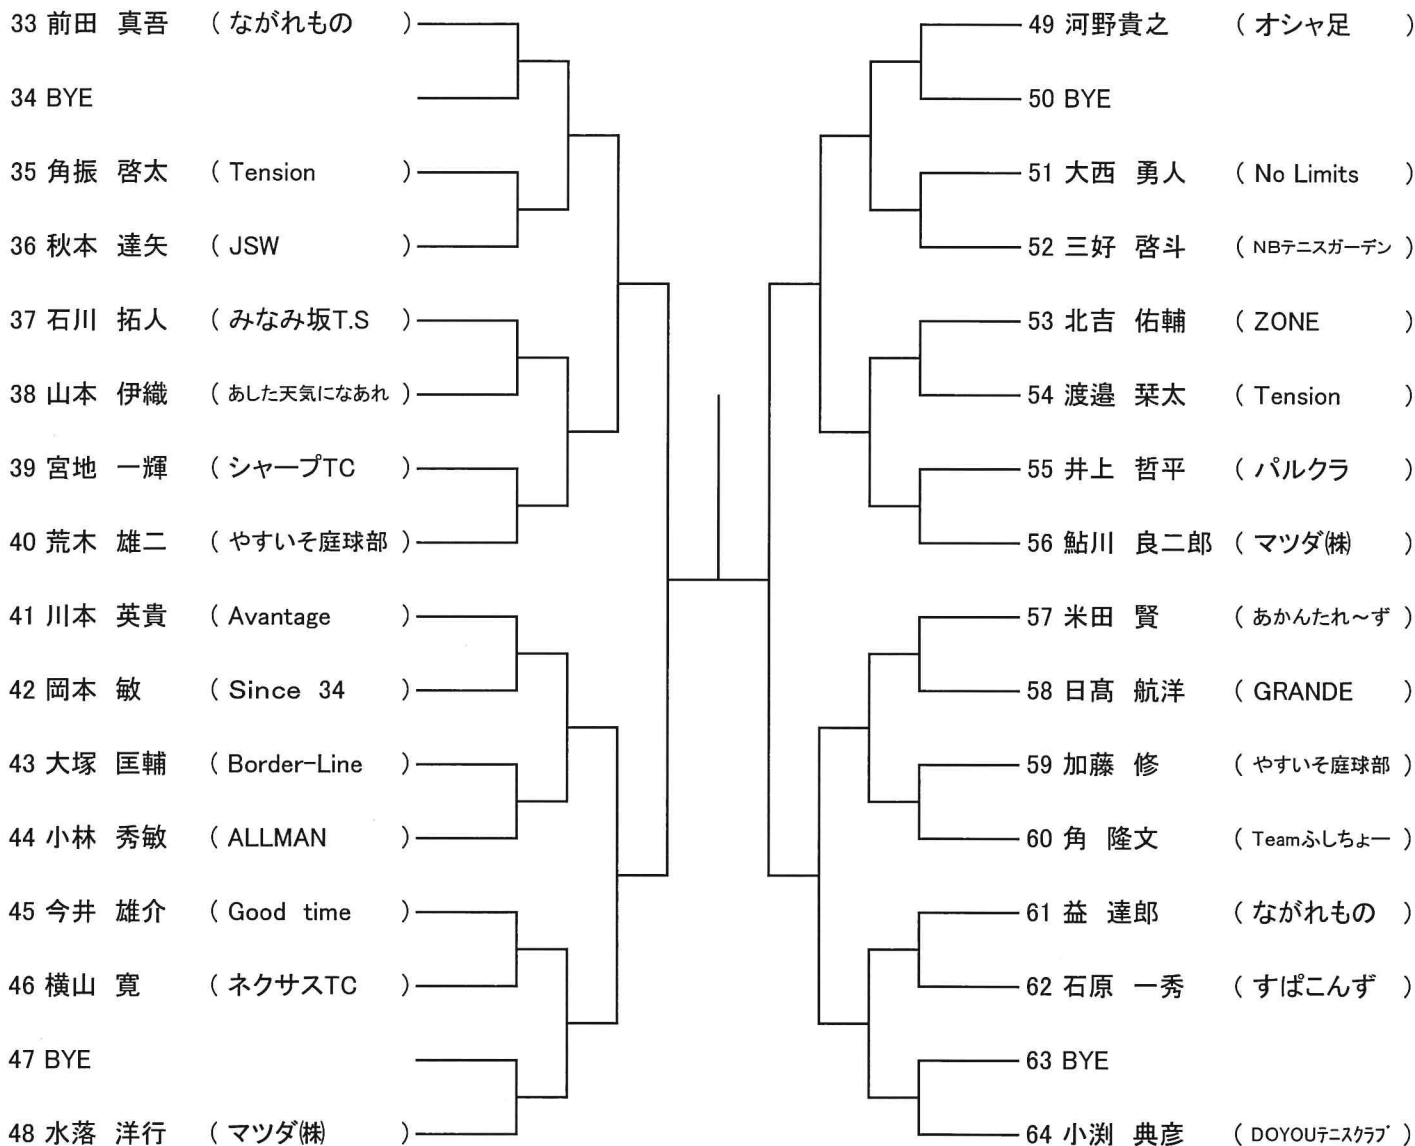 33 前田 真吾 ( ながれもの )
34 BYE
35 角振 啓太 ( Tension )
36 秋本 達矢 ( JSW )
37 石川 拓人 ( みなみ坂T.S )
38 山本 伊織 ( あした天気になあれ )
39 宮地 一輝 ( シャープTC )
40 荒木 雄二 ( やすいそ庭球部 )
41 川本 英貴 ( Avantage )
42 岡本 敏 ( Since 34 )
43 大塚 匡輔 ( Border-Line )
44 小林 秀敏 ( ALLMAN )
45 今井 雄介 ( Good time )
46 横山 寛 ( ネクサスTC )
47 BYE
48 水落 洋行 ( マツダ㈱ )
49 河野貴之 ( オシャ足 )
50 BYE
51 大西 勇人 ( No Limits )
52 三好 啓斗 ( NBテニスガーデン )
53 北吉 佑輔 ( ZONE )
54 渡邉 栞太 ( Tension )
55 井上 哲平 ( パルクラ )
56 鮎川 良二郎 ( マツダ㈱ )
57 米田 賢 ( あかんたれ～ず )
58 日髙 航洋 ( GRANDE )
59 加藤 修 ( やすいそ庭球部 )
60 角 隆文 ( Teamふしちょー )
61 益 達郎 ( ながれもの )
62 石原 一秀 ( すぱこんず )
63 BYE
64 小渕 典彦 ( DOYOUﾃﾆｽｸﾗﾌﾞ )